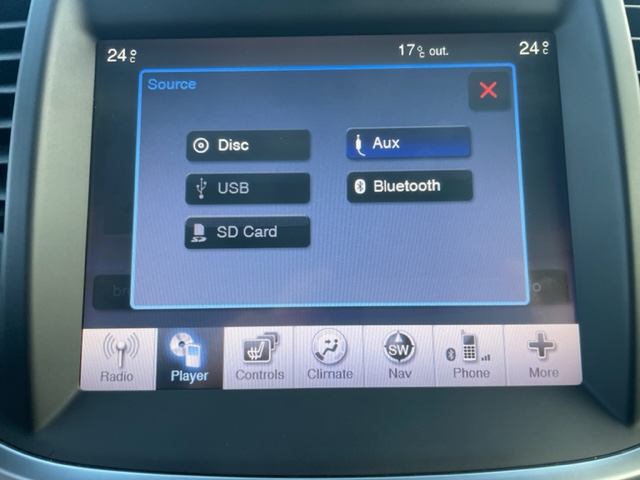 24°C 17°C out. 24°C
Source
Disc Aux
USB Bluetooth
SD Card
Radio Player Controls Climate Nav Phone More
SW